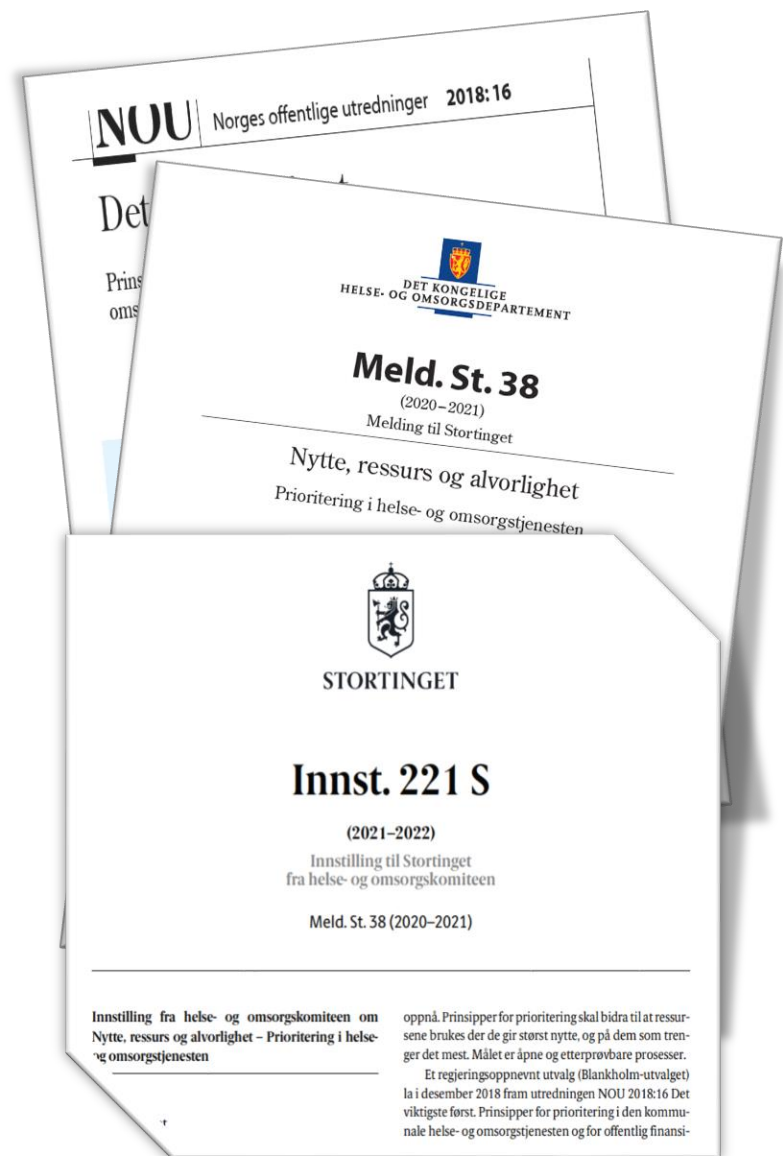 NOU Norges offentlige utredninger 2018:16
Det
Prins
oms
DET KONGELIGE
HELSE- OG OMSORGSDEPARTEMENT
Meld. St. 38
(2020–2021)
Melding til Stortinget
Nytte, ressurs og alvorlighet
Prioritering i helse- og omsorgstjenesten
STORTINGET
Innst. 221 S
(2021–2022)
Innstilling til Stortinget
fra helse- og omsorgskomiteen
Meld. St. 38 (2020–2021)
Innstilling fra helse- og omsorgskomiteen om
Nytte, ressurs og alvorlighet – Prioritering i helse-
og omsorgstjenesten
oppnå. Prinsipper for prioritering skal bidra til at ressur-
sene brukes der de gir størst nytte, og på dem som tren-
ger det mest. Målet er åpne og etterprøvbare prosesser.
Et regjeringsoppnevnt utvalg (Blankholm-utvalget)
la i desember 2018 fram utredningen NOU 2018:16 Det
viktigste først. Prinsipper for prioritering i den kommu-
nale helse- og omsorgstjenesten og for offentlig finansi-